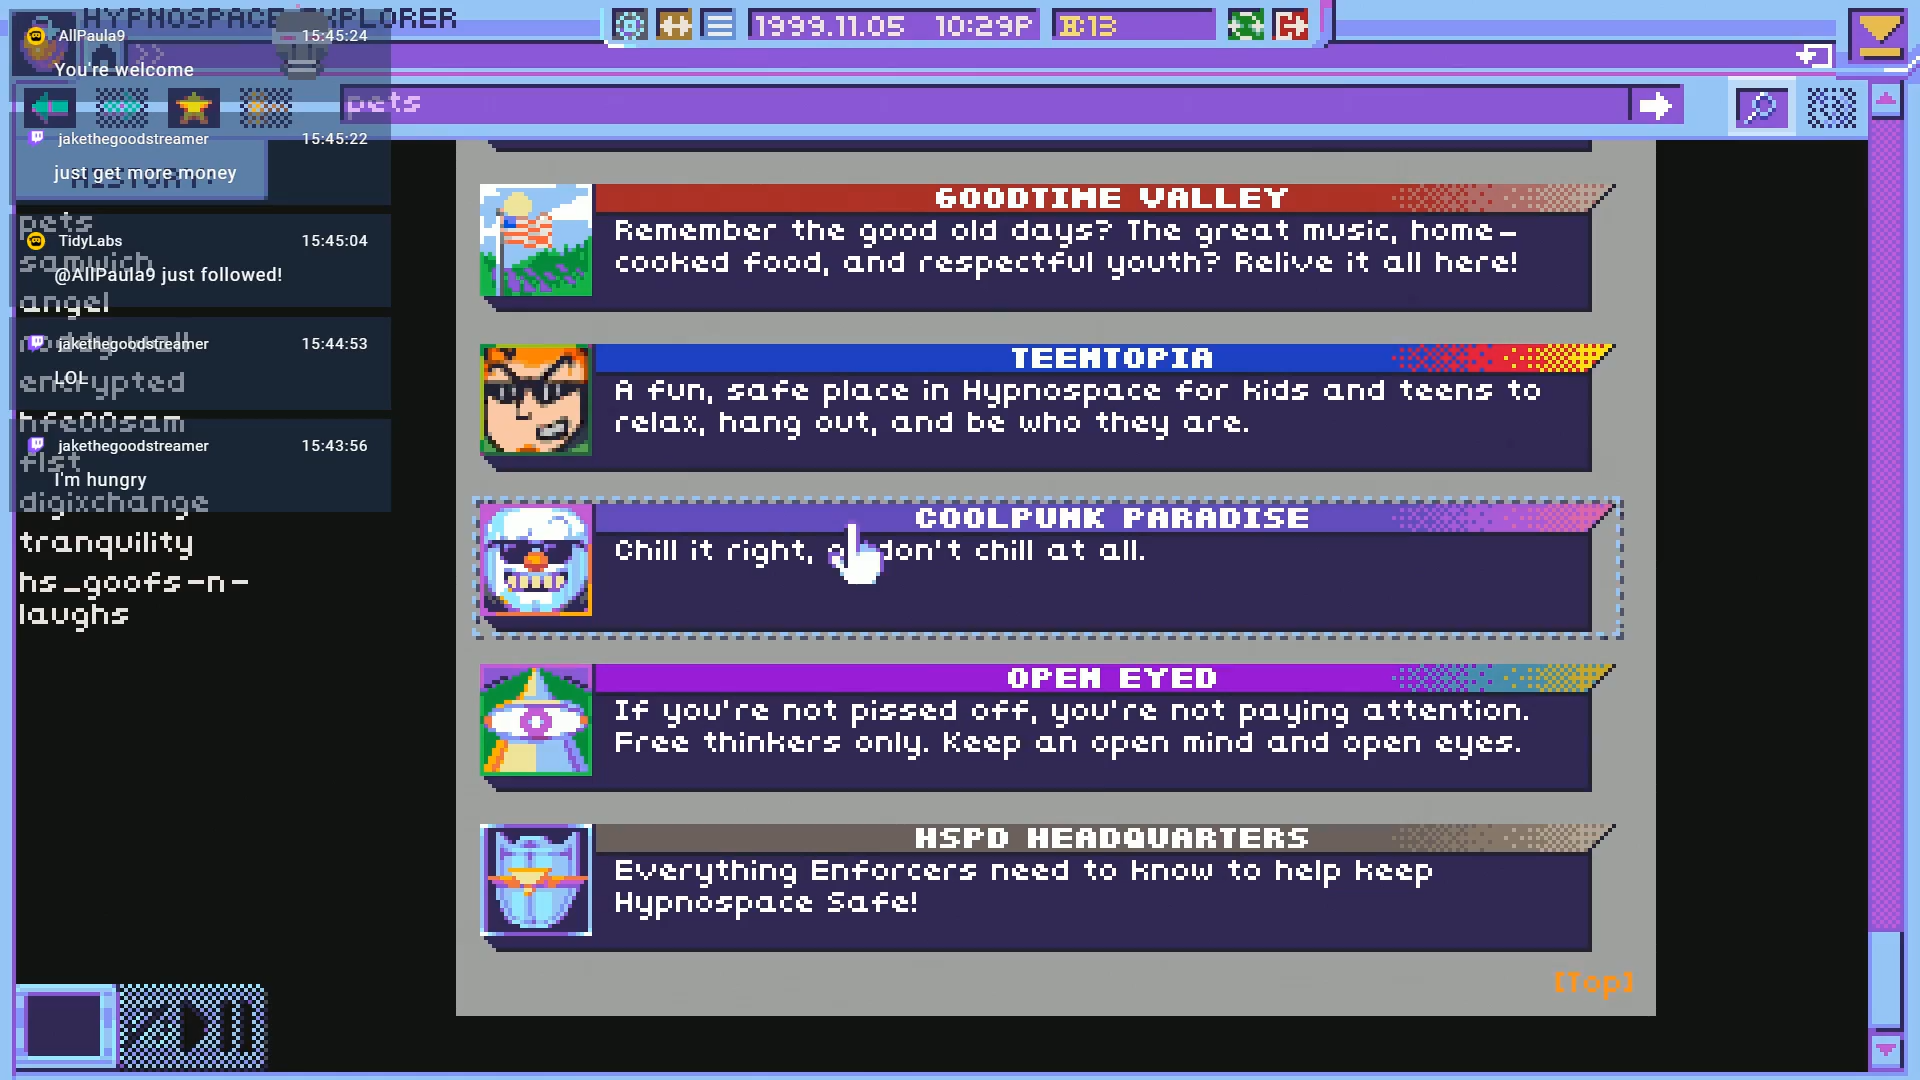 HYPNOSPACE EXPLORER
1999.11.05 10:29P
13
pets
AllPaula9 15:45:24
You're welcome
jakethegoodstreamer 15:45:22
just get more money
HISTORY:
pets
TidyLabs 15:45:04
samwich
@AllPaula9 just followed!
angel
jakethegoodstreamer 15:44:53
LOL
encrypted
hfe00sam
jakethegoodstreamer 15:43:56
flst
I'm hungry
digixchange
tranquility
hs_goofs-n-
laughs
GOODTIME VALLEY
Remember the good old days? The great music, home-
cooked food, and respectful youth? Relive it all here!
TEENTOPIA
A fun, safe place in Hypnospace for kids and teens to
relax, hang out, and be who they are.
COOLPUNK PARADISE
Chill it right, don't chill at all.
OPEN EYED
If you're not pissed off, you're not paying attention.
Free thinkers only. Keep an open mind and open eyes.
HSPD HEADQUARTERS
Everything Enforcers need to know to help keep
Hypnospace Safe!
[Top]